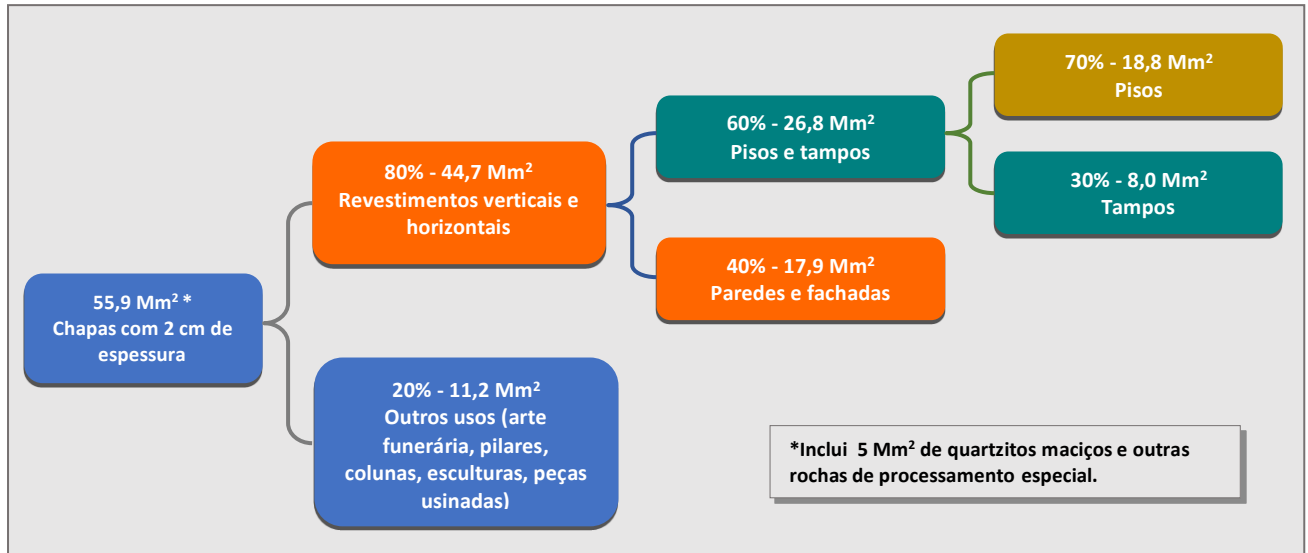 55,9 Mm² *
Chapas com 2 cm de
espessura
80% - 44,7 Mm²
Revestimentos verticais e
horizontais
20% - 11,2 Mm²
Outros usos (arte
funerária, pilares,
colunas, esculturas, peças
usinadas)
60% - 26,8 Mm²
Pisos e tampos
40% - 17,9 Mm²
Paredes e fachadas
70% - 18,8 Mm²
Pisos
30% - 8,0 Mm²
Tampos
*Inclui 5 Mm² de quartzitos maciços e outras
rochas de processamento especial.